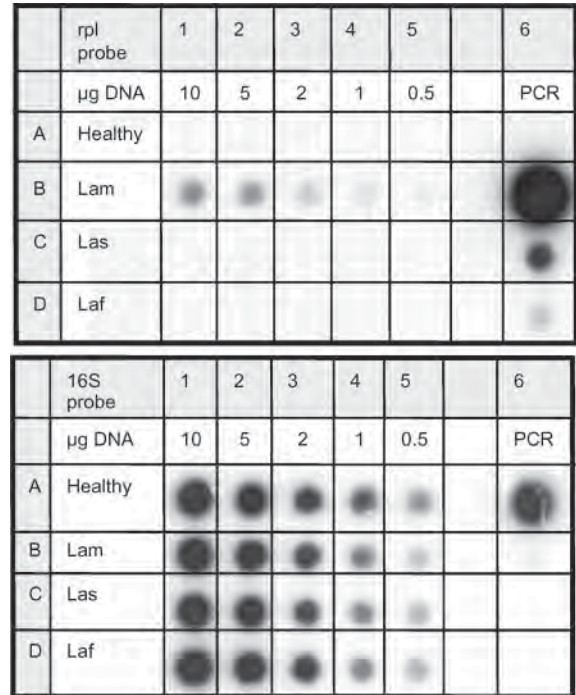 rpl 1 2 3 4 5 6
probe
µg DNA 10 5 2 1 0.5 PCR
A Healthy
B Lam
C Las
D Laf
16S 1 2 3 4 5 6
probe
µg DNA 10 5 2 1 0.5 PCR
A Healthy
B Lam
C Las
D Laf